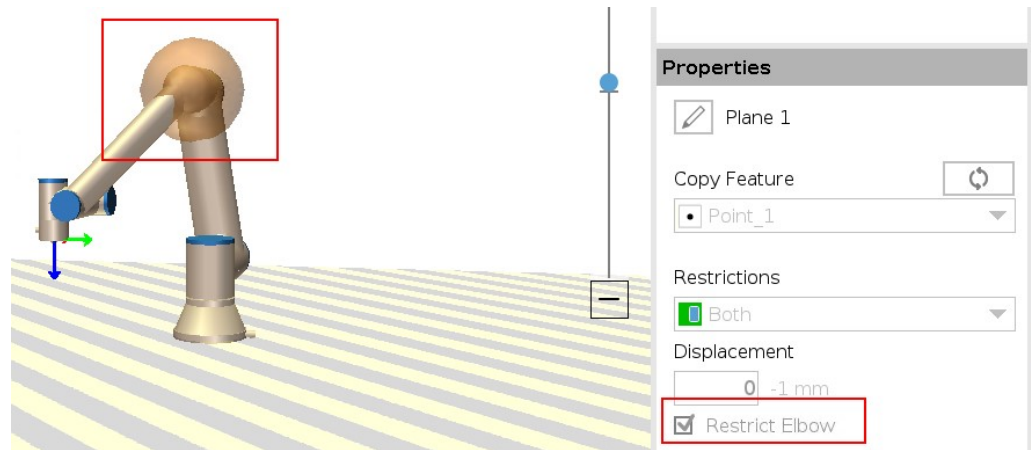 Properties
Plane 1
Copy Feature
Point_1
Restrictions
Both
Displacement
0 -1 mm
Restrict Elbow